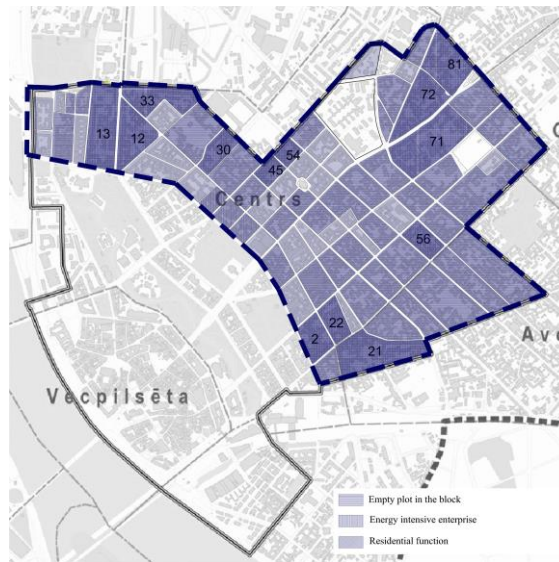 81
33
72
13
12
71
30
54
45
Centrs
56
22
2
21
Ave
Vecpilsēta
Empty plot in the block
Energy intensive enterprise
Residential function